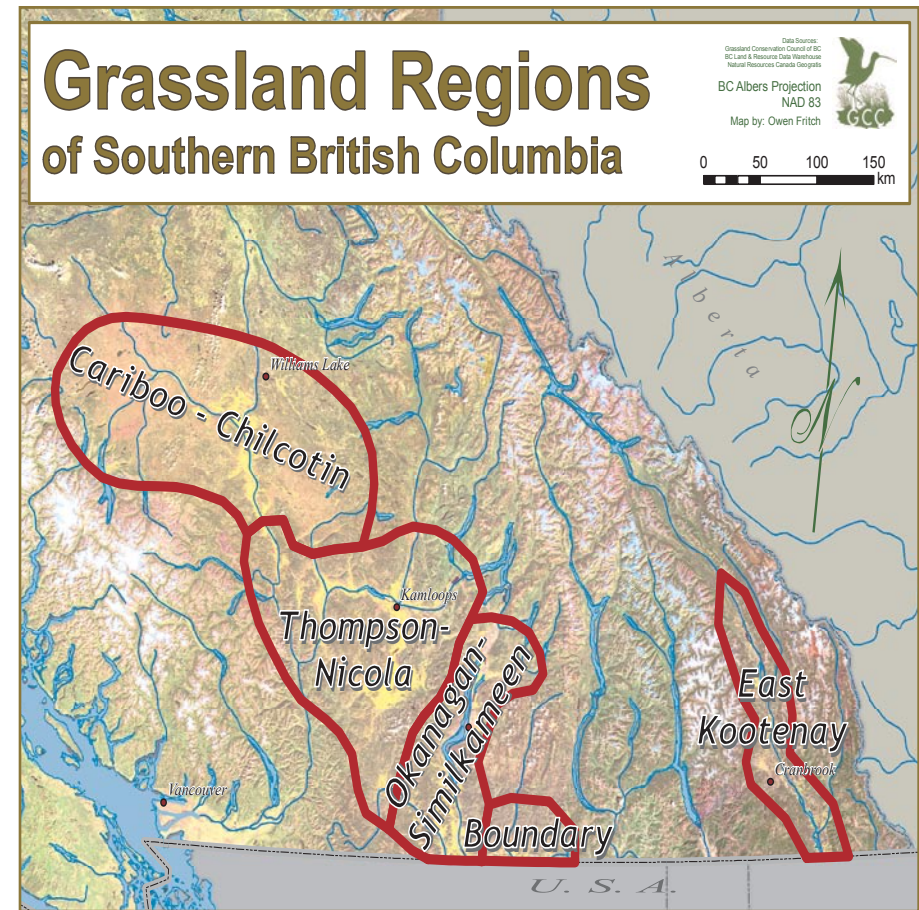 Grassland Regions
of Southern British Columbia
Data Sources:
Grassland Conservation Council of BC
BC Land & Resource Data Warehouse
Natural Resources Canada Geogratis
BC Albers Projection
NAD 83
Map by: Owen Fritch
GCC
0 50 100 150
km
Alberta
N
Williams Lake
Cariboo - Chilcotin
Kamloops
Thompson-
Nicola
Okanagan-
Similkameen
East
Kootenay
Cranbrook
Vancouver
Boundary
U. S. A.